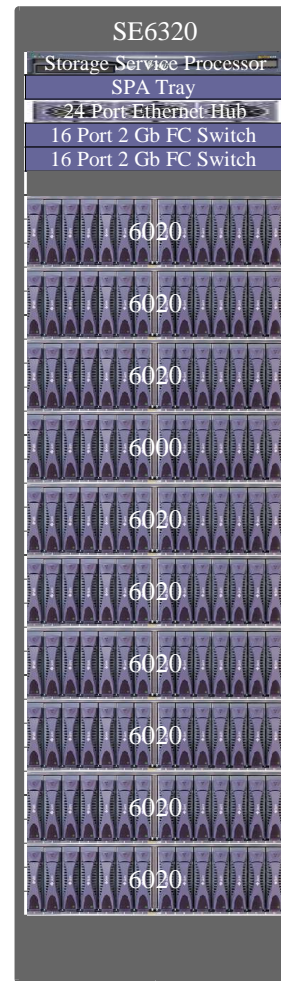 SE6320
Storage Service Processor
SPA Tray
24 Port Ethernet Hub
16 Port 2 Gb FC Switch
16 Port 2 Gb FC Switch
6020
6020
6020
6000
6020
6020
6020
6020
6020
6020